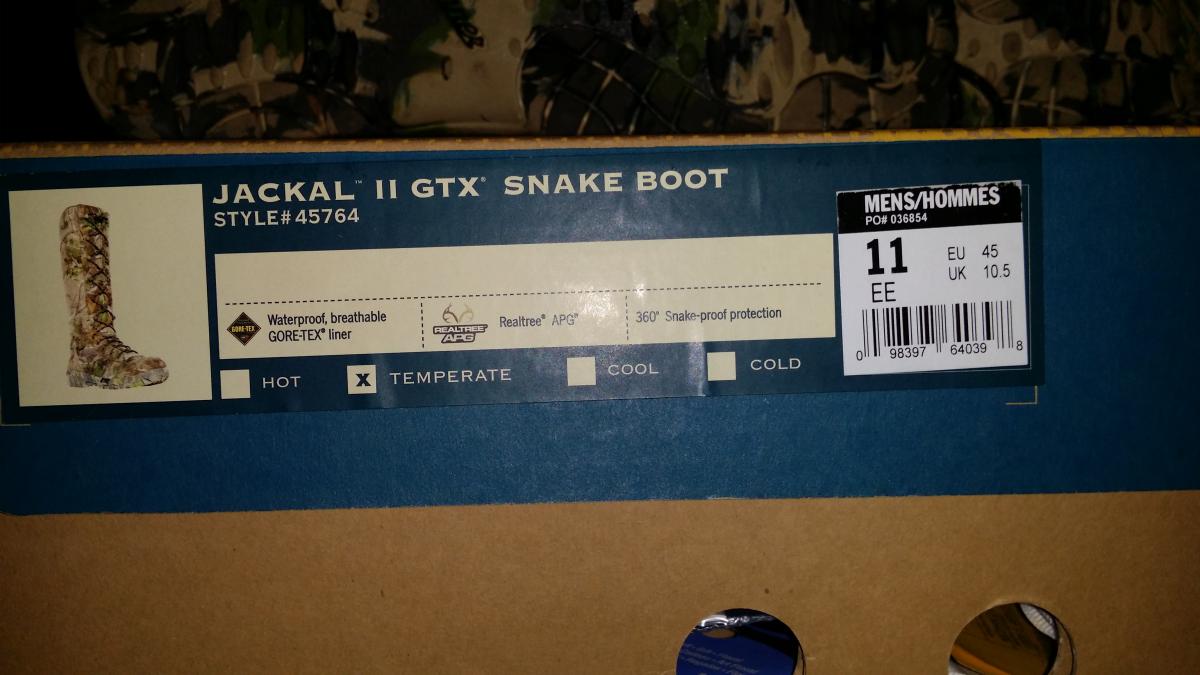 JACKAL™ II GTX® SNAKE BOOT
STYLE# 45764
MENS/HOMMES
PO# 036854
11
EE
EU 45
UK 10.5
0 98397 64039 8
GORE-TEX
Waterproof, breathable
GORE-TEX® liner
REALTREE
APG
Realtree® APG®
360° Snake-proof protection
HOT
X TEMPERATE
COOL
COLD